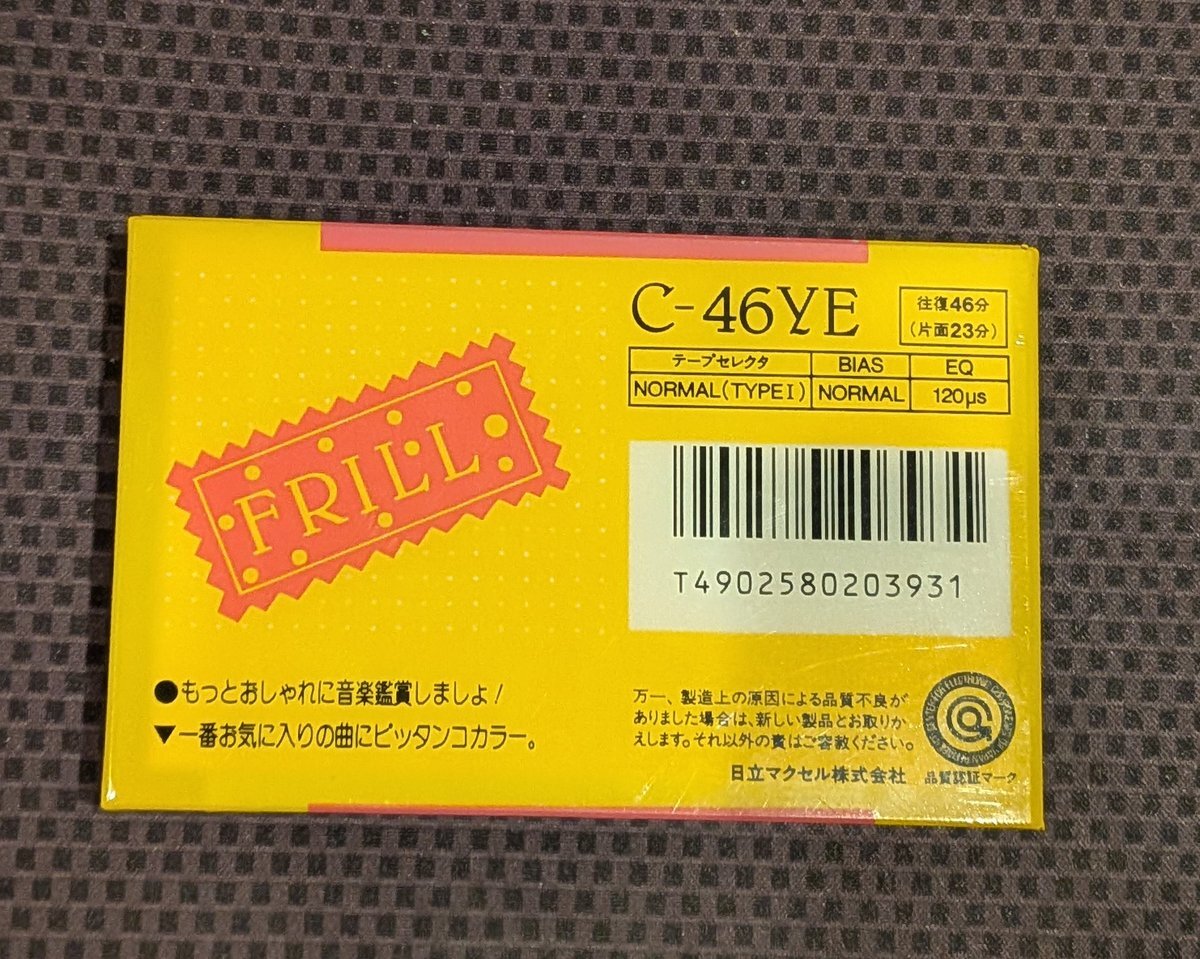 C-46YE
往復46分
(片面23分)
テープセレクタ BIAS EQ
NORMAL(TYPEⅠ) NORMAL 120μs
FRILL
T4902580203931
●もっとおしゃれに音楽鑑賞しましょ!
▼一番お気に入りの曲にピッタンコカラー。
万一、製造上の原因による品質不良が
ありました場合は、新しい製品とお取りか
えします。それ以外の責はご容赦ください。
日立マクセル株式会社
品質認証マーク